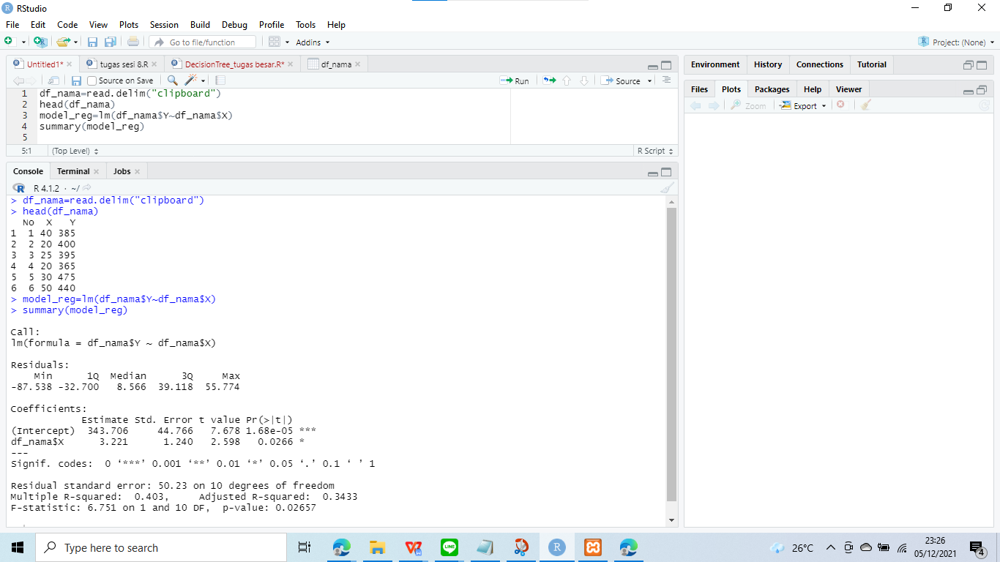 RStudio
File Edit Code View Plots Session Build Debug Profile Tools Help
Go to file/function Addins Project: (None)
Untitled1* tugas sesi 8.R DecisionTree_tugas besar.R* df_nama
Source on Save Run Source
1 df_nama=read.delim("clipboard")
2 head(df_nama)
3 model_reg=lm(df_nama$Y~df_nama$X)
4 summary(model_reg)
5
5:1 (Top Level) R Script
Console Terminal Jobs
R 4.1.2 · ~/
> df_nama=read.delim("clipboard")
> head(df_nama)
  No  X   Y
1  1 40 385
2  2 20 400
3  3 25 395
4  4 20 365
5  5 30 475
6  6 50 440
> model_reg=lm(df_nama$Y~df_nama$X)
> summary(model_reg)
Call:
lm(formula = df_nama$Y ~ df_nama$X)
Residuals:
    Min      1Q  Median      3Q     Max
-87.538 -32.700   8.566  39.118  55.774
Coefficients:
            Estimate Std. Error t value Pr(>|t|)
(Intercept)  343.706     44.766   7.678 1.68e-05 ***
df_nama$X      3.221      1.240   2.598   0.0266 *
---
Signif. codes:  0 ‘***’ 0.001 ‘**’ 0.01 ‘*’ 0.05 ‘.’ 0.1 ‘ ’ 1
Residual standard error: 50.23 on 10 degrees of freedom
Multiple R-squared:  0.403,	Adjusted R-squared:  0.3433
F-statistic: 6.751 on 1 and 10 DF,  p-value: 0.02657
Environment History Connections Tutorial
Files Plots Packages Help Viewer
Zoom Export
Type here to search
LINE
R
26°C
23:26
05/12/2021
4